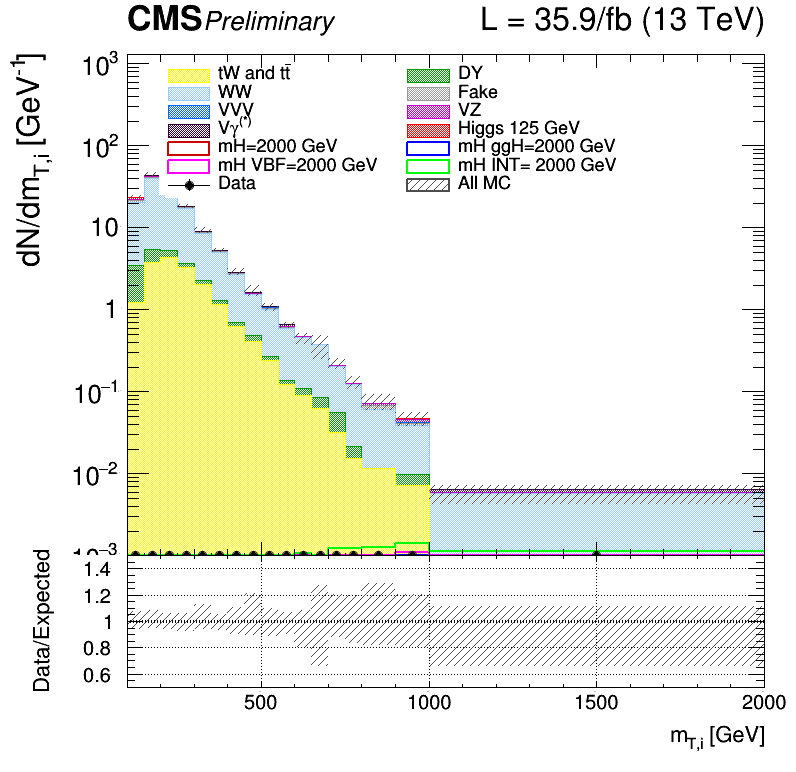 CMS Preliminary L = 35.9/fb (13 TeV)
dN/dm_{T,i} [GeV⁻¹]
10³
10²
10
1
10⁻¹
10⁻²
10⁻³
tW and tt̄ DY
WW Fake
VVV VZ
Vγ⁽*⁾ Higgs 125 GeV
mH=2000 GeV mH ggH=2000 GeV
mH VBF=2000 GeV mH INT= 2000 GeV
Data All MC
Data/Expected
1.4
1.2
1
0.8
0.6
500 1000 1500 2000
m_{T,i} [GeV]